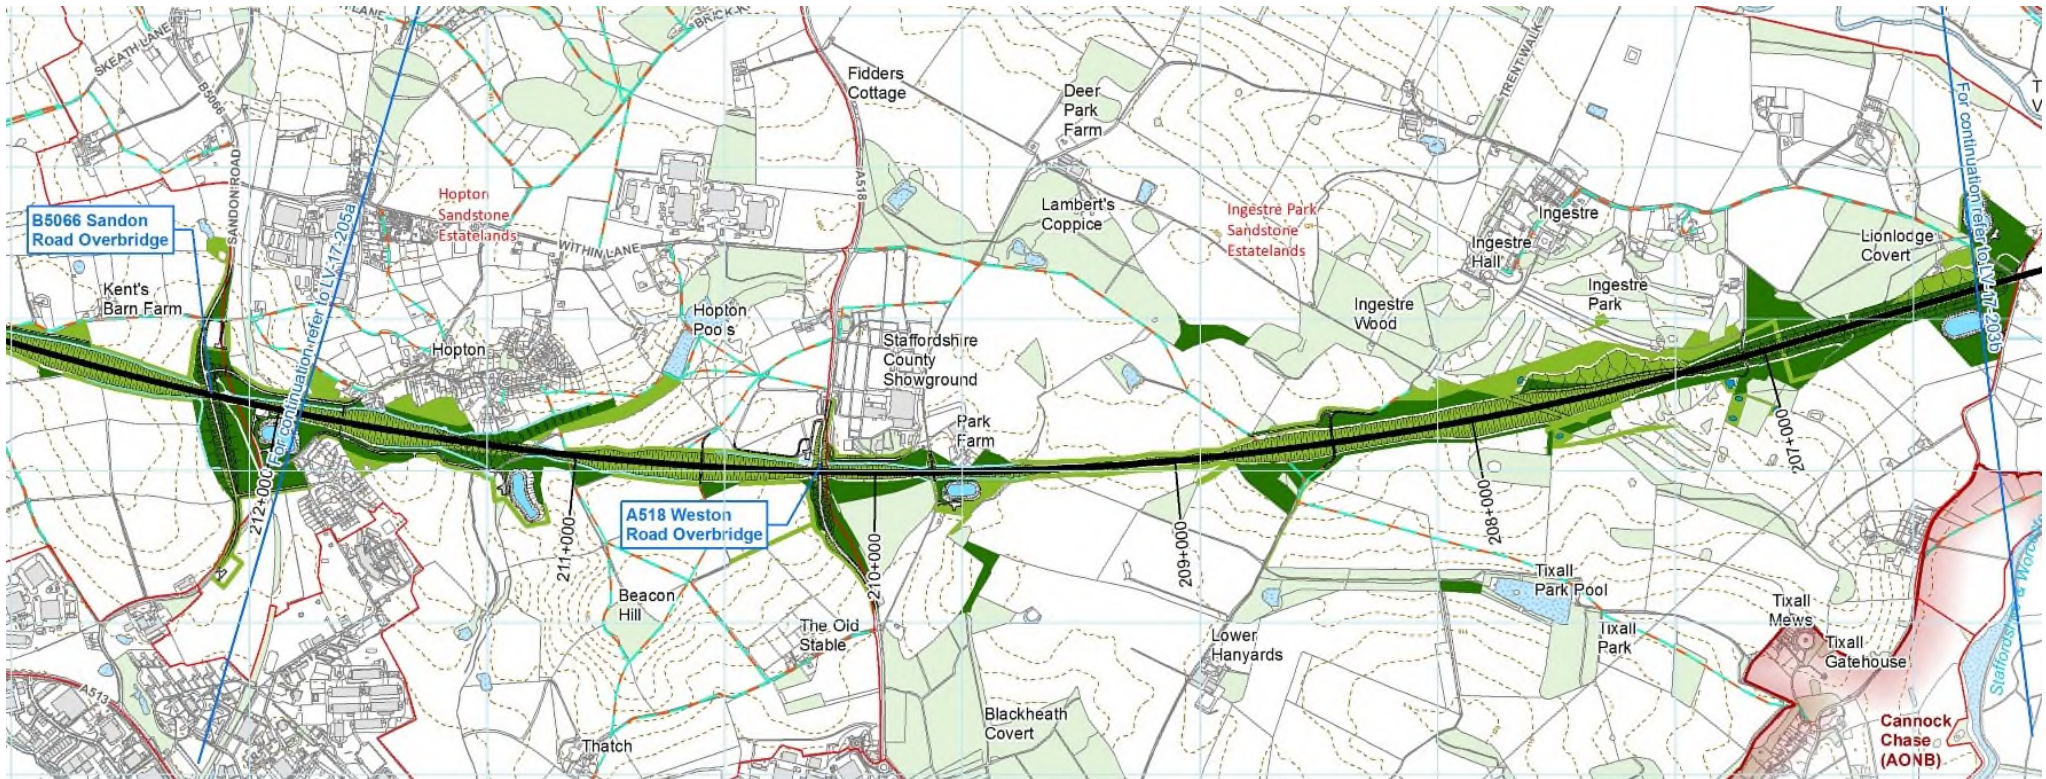 SKEATH LANE
B5066
SANDON ROAD
B5066 Sandon
Road Overbridge
Kent's
Barn Farm
For continuation refer to LV-17-205a
Hopton
Sandstone
Estatelands
WITHIN LANE
Hopton
Hopton
Pools
Fidders
Cottage
A518
Deer
Park
Farm
Lambert's
Coppice
Staffordshire
County
Showground
Park
Farm
Ingestre Park
Sandstone
Estatelands
TRENT WALK
Ingestre
Ingestre
Hall
Ingestre
Park
Ingestre
Wood
Lionlodge
Covert
For continuation refer to LV-17-203b
212+000
211+000
A518 Weston
Road Overbridge
210+000
209+000
208+000
207+000
Beacon
Hill
The Old
Stable
Thatch
A513
Blackheath
Covert
Lower
Hanyards
Tixall
Park Pool
Tixall
Park
Tixall
Mews
Tixall
Gatehouse
Cannock
Chase
(AONB)